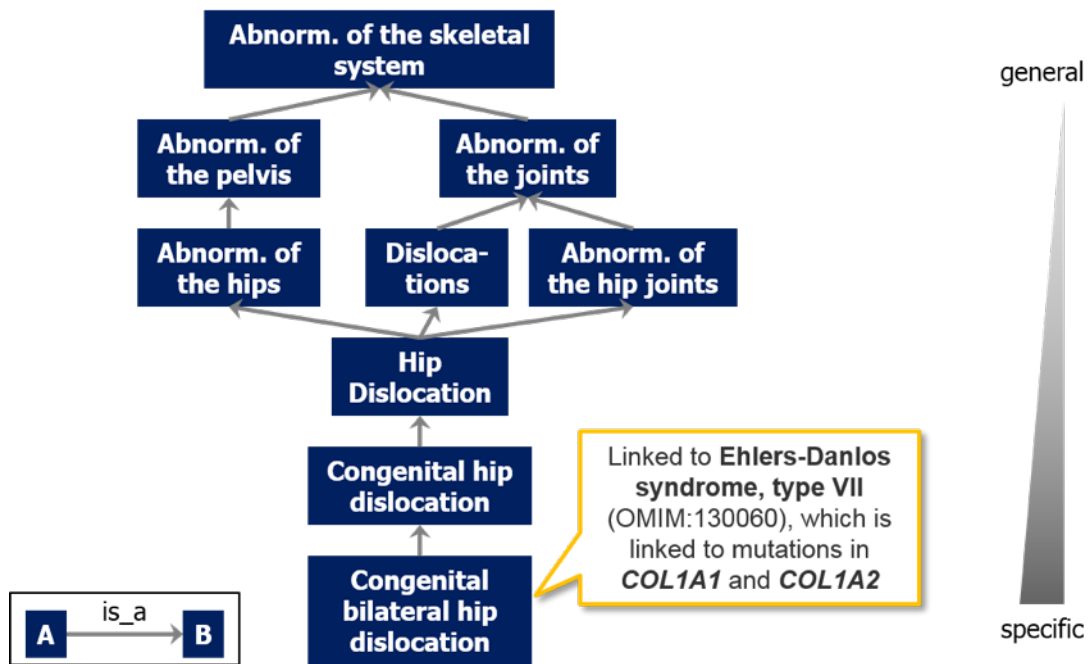 Abnorm. of the skeletal
system
general
Abnorm. of
the pelvis
Abnorm. of
the joints
Abnorm. of
the hips
Disloca-
tions
Abnorm. of
the hip joints
Hip
Dislocation
Congenital hip
dislocation
Linked to Ehlers-Danlos
syndrome, type VII
(OMIM:130060), which is
linked to mutations in
COL1A1 and COL1A2
Congenital
bilateral hip
dislocation
is_a
A
B
specific